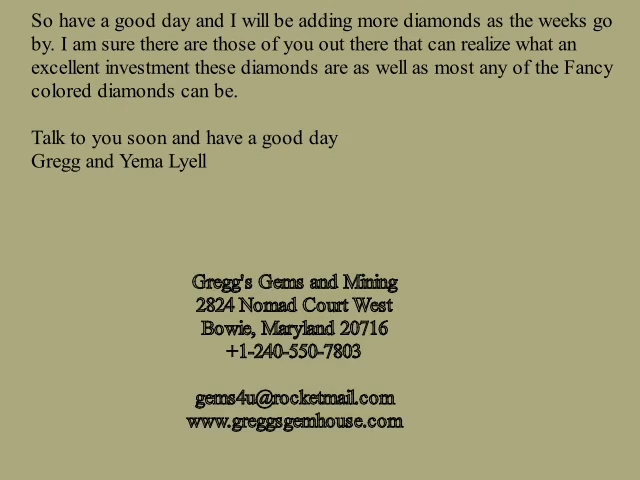 So have a good day and I will be adding more diamonds as the weeks go
by. I am sure there are those of you out there that can realize what an
excellent investment these diamonds are as well as most any of the Fancy
colored diamonds can be.
Talk to you soon and have a good day
Gregg and Yema Lyell
Gregg's Gems and Mining
2824 Nomad Court West
Bowie, Maryland 20716
+1-240-550-7803
gems4u@rocketmail.com
www.greggsgemhouse.com